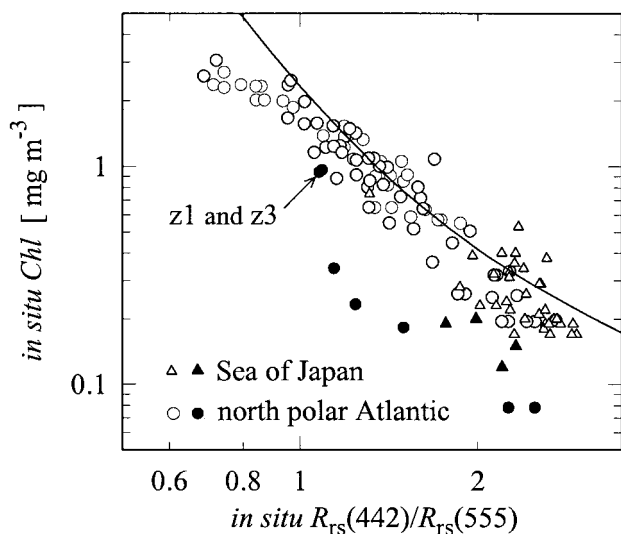 in situ Chl [ mg m-3 ]
1
0.1
z1 and z3
△ ▲ Sea of Japan
○ ● north polar Atlantic
0.6 0.8 1 2
in situ Rrs(442)/Rrs(555)